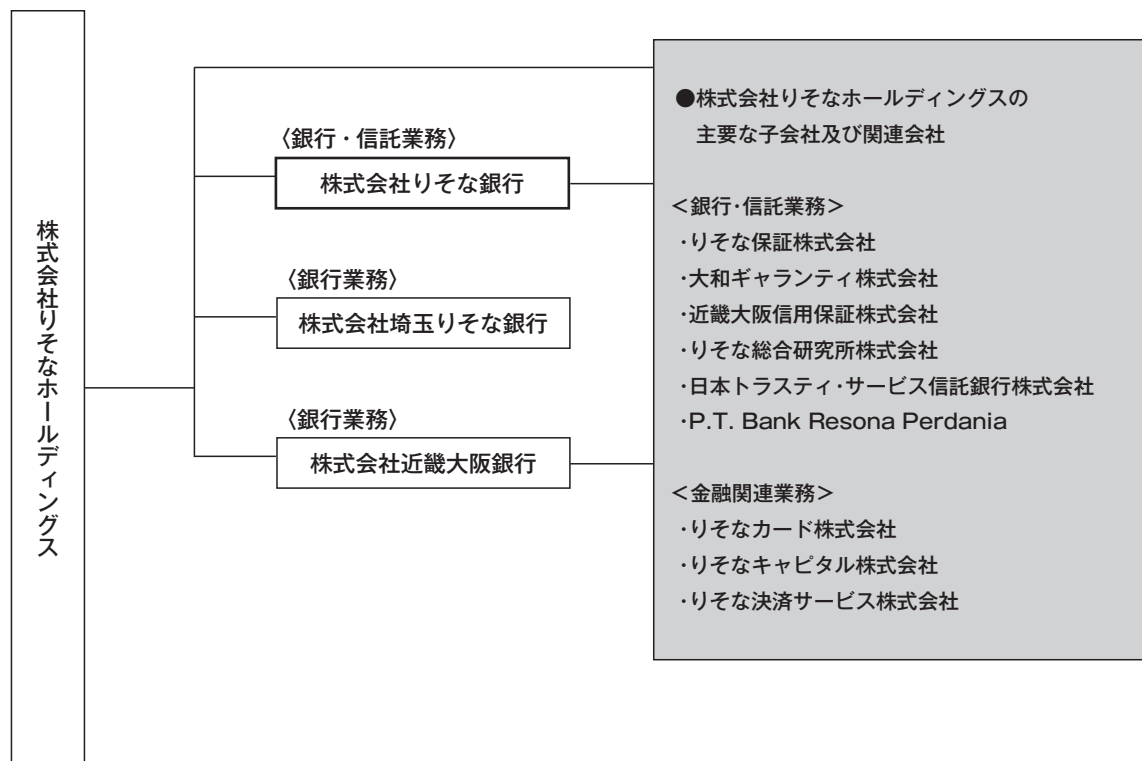 株式会社りそなホールディングス
〈銀行・信託業務〉
株式会社りそな銀行
〈銀行業務〉
株式会社埼玉りそな銀行
〈銀行業務〉
株式会社近畿大阪銀行
●株式会社りそなホールディングスの
主要な子会社及び関連会社
＜銀行・信託業務＞
・りそな保証株式会社
・大和ギャランティ株式会社
・近畿大阪信用保証株式会社
・りそな総合研究所株式会社
・日本トラスティ・サービス信託銀行株式会社
・P.T. Bank Resona Perdania
＜金融関連業務＞
・りそなカード株式会社
・りそなキャピタル株式会社
・りそな決済サービス株式会社